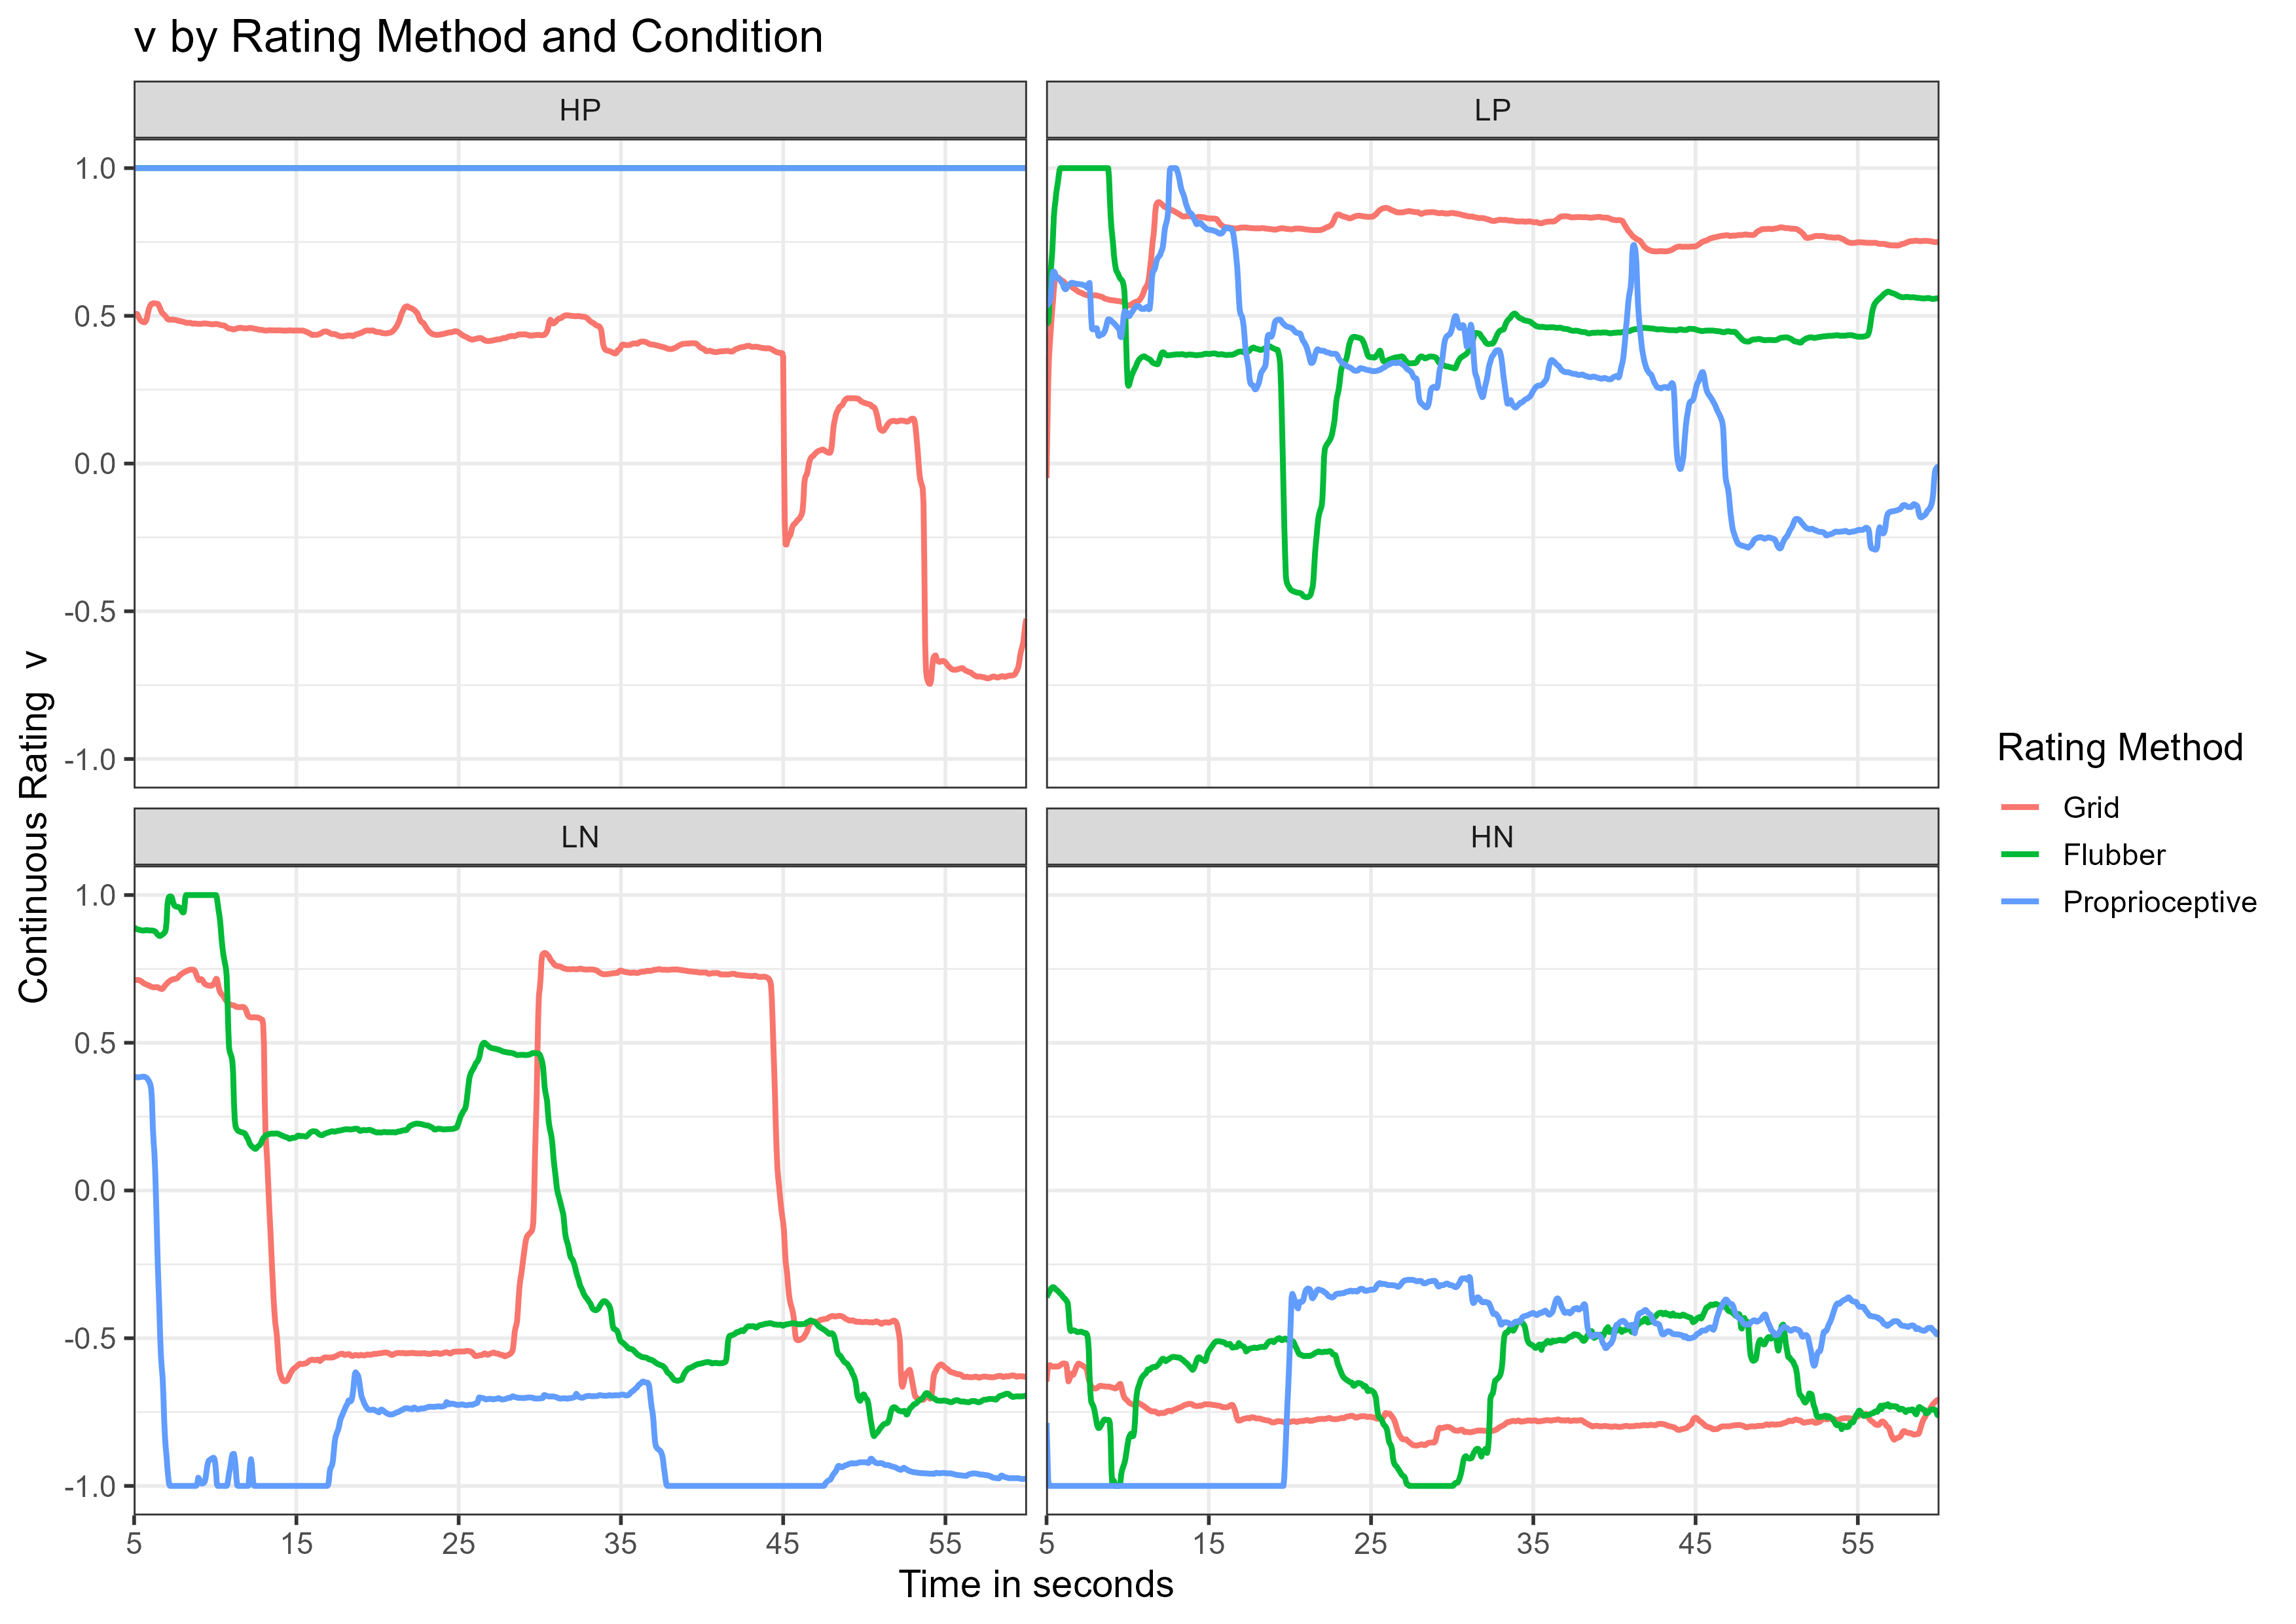 v by Rating Method and Condition
HP
LP
1.0
0.5
0.0
-0.5
-1.0
LN
HN
1.0
0.5
0.0
-0.5
-1.0
5 15 25 35 45 55
5 15 25 35 45 55
Time in seconds
Continuous Rating v
Rating Method
Grid
Flubber
Proprioceptive